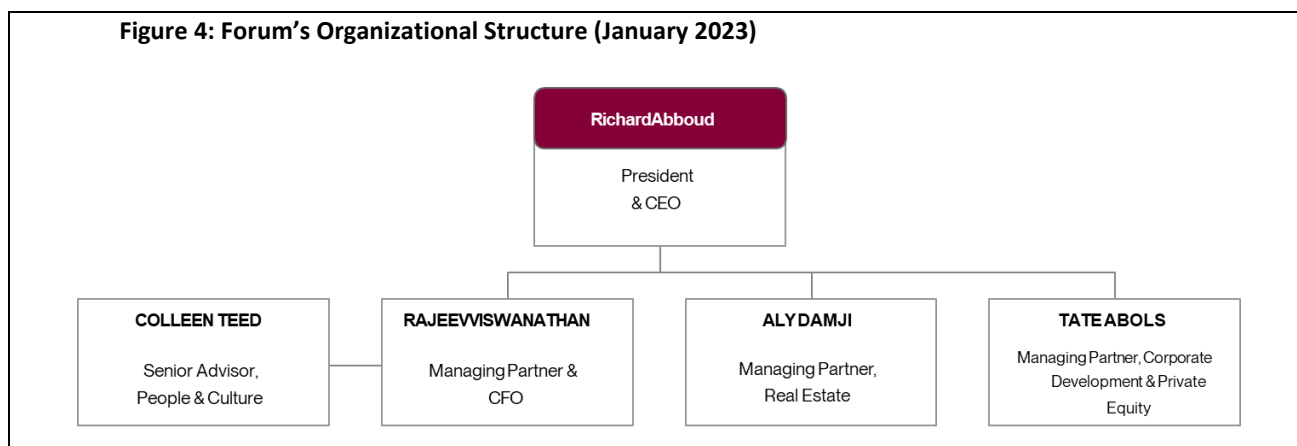 Figure 4: Forum’s Organizational Structure (January 2023)
RichardAbboud
President
& CEO
COLLEEN TEED
Senior Advisor,
People & Culture
RAJEEVVISWANATHAN
Managing Partner &
CFO
ALY DAMJI
Managing Partner,
Real Estate
TATE ABOLS
Managing Partner, Corporate
Development & Private
Equity